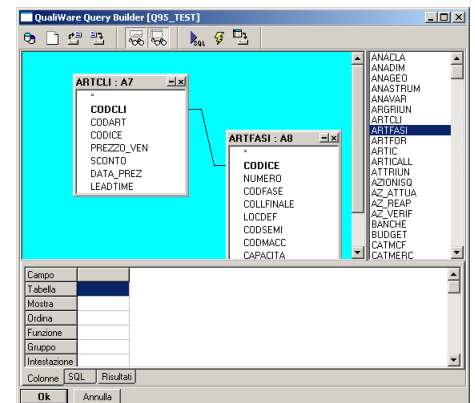 QualiWare Query Builder [Q95_TEST]
SQL
ARTCLI : A7
*
CODCLI
CODART
CODICE
PREZZO_VEN
SCONTO
DATA_PREZ
LEADTIME
ARTFASI : A8
*
CODICE
NUMERO
CODFASE
COLLFINALE
LOCDEF
CODSEMI
CODMACC
CAPACITA
ANACLA
ANADIM
ANAGEO
ANASTRUM
ANAVAR
ARGRIUN
ARTCLI
ARTFASI
ARTFOR
ARTIC
ARTICALL
ATTRIUN
AZIONISQ
AZ_ATTUA
AZ_REAP
AZ_VERIF
BANCHE
BUDGET
CATMCF
CATMERC
Campo
Tabella
Mostra
Ordina
Funzione
Gruppo
Intestazione
Colonne SQL Risultati
Ok Annulla